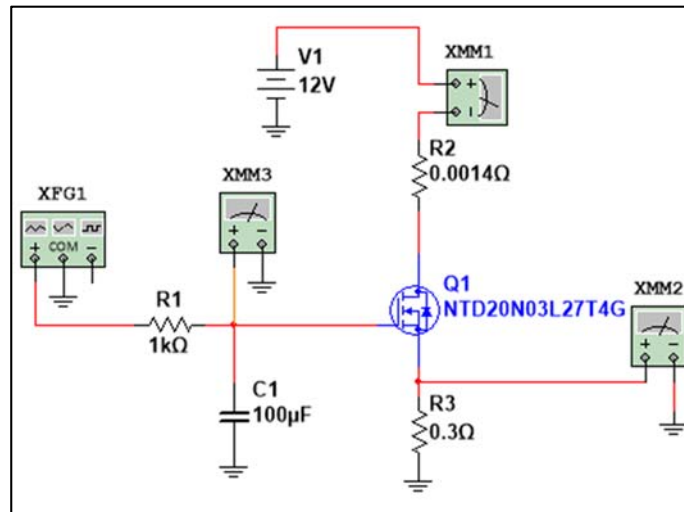 V1
12V
XMM1
+
-
R2
0.0014Ω
XFG1
+ COM -
XMM3
+ -
R1
1kΩ
Q1
NTD20N03L27T4G
XMM2
+ -
C1
100µF
R3
0.3Ω